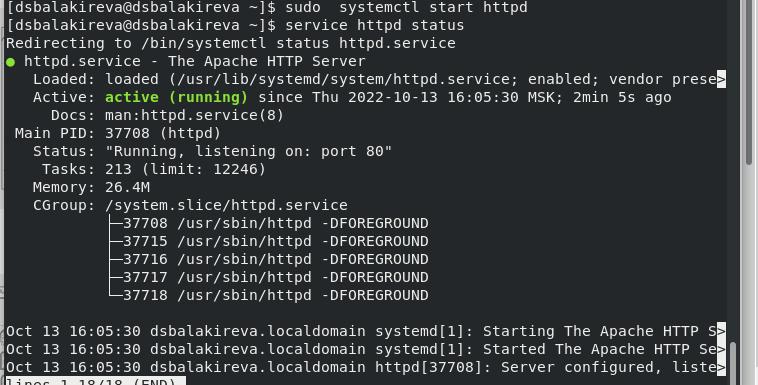 [dsbalakireva@dsbalakireva ~]$ sudo  systemctl start httpd
[dsbalakireva@dsbalakireva ~]$ service httpd status
Redirecting to /bin/systemctl status httpd.service
● httpd.service - The Apache HTTP Server
   Loaded: loaded (/usr/lib/systemd/system/httpd.service; enabled; vendor prese>
   Active: active (running) since Thu 2022-10-13 16:05:30 MSK; 2min 5s ago
     Docs: man:httpd.service(8)
 Main PID: 37708 (httpd)
   Status: "Running, listening on: port 80"
    Tasks: 213 (limit: 12246)
   Memory: 26.4M
   CGroup: /system.slice/httpd.service
           ├─37708 /usr/sbin/httpd -DFOREGROUND
           ├─37715 /usr/sbin/httpd -DFOREGROUND
           ├─37716 /usr/sbin/httpd -DFOREGROUND
           ├─37717 /usr/sbin/httpd -DFOREGROUND
           └─37718 /usr/sbin/httpd -DFOREGROUND
Oct 13 16:05:30 dsbalakireva.localdomain systemd[1]: Starting The Apache HTTP S>
Oct 13 16:05:30 dsbalakireva.localdomain systemd[1]: Started The Apache HTTP Se>
Oct 13 16:05:30 dsbalakireva.localdomain httpd[37708]: Server configured, liste>
lines 1-18/18 (END)